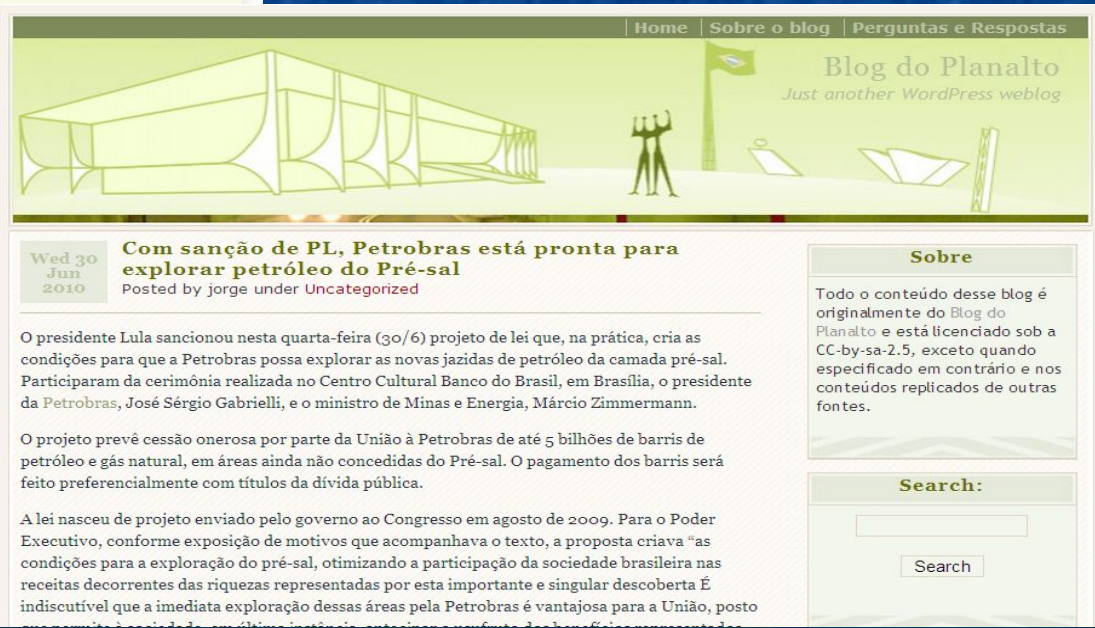 Home | Sobre o blog | Perguntas e Respostas
Blog do Planalto
Just another WordPress weblog
Wed 30
Jun
2010
Com sanção de PL, Petrobras está pronta para
explorar petróleo do Pré-sal
Posted by jorge under Uncategorized
O presidente Lula sancionou nesta quarta-feira (30/6) projeto de lei que, na prática, cria as
condições para que a Petrobras possa explorar as novas jazidas de petróleo da camada pré-sal.
Participaram da cerimônia realizada no Centro Cultural Banco do Brasil, em Brasília, o presidente
da Petrobras, José Sérgio Gabrielli, e o ministro de Minas e Energia, Márcio Zimmermann.
O projeto prevê cessão onerosa por parte da União à Petrobras de até 5 bilhões de barris de
petróleo e gás natural, em áreas ainda não concedidas do Pré-sal. O pagamento dos barris será
feito preferencialmente com títulos da dívida pública.
A lei nasceu de projeto enviado pelo governo ao Congresso em agosto de 2009. Para o Poder
Executivo, conforme exposição de motivos que acompanhava o texto, a proposta criava “as
condições para a exploração do pré-sal, otimizando a participação da sociedade brasileira nas
receitas decorrentes das riquezas representadas por esta importante e singular descoberta É
indiscutível que a imediata exploração dessas áreas pela Petrobras é vantajosa para a União, posto
Sobre
Todo o conteúdo desse blog é
originalmente do Blog do
Planalto e está licenciado sob a
CC-by-sa-2.5, exceto quando
especificado em contrário e nos
conteúdos replicados de outras
fontes.
Search:
Search